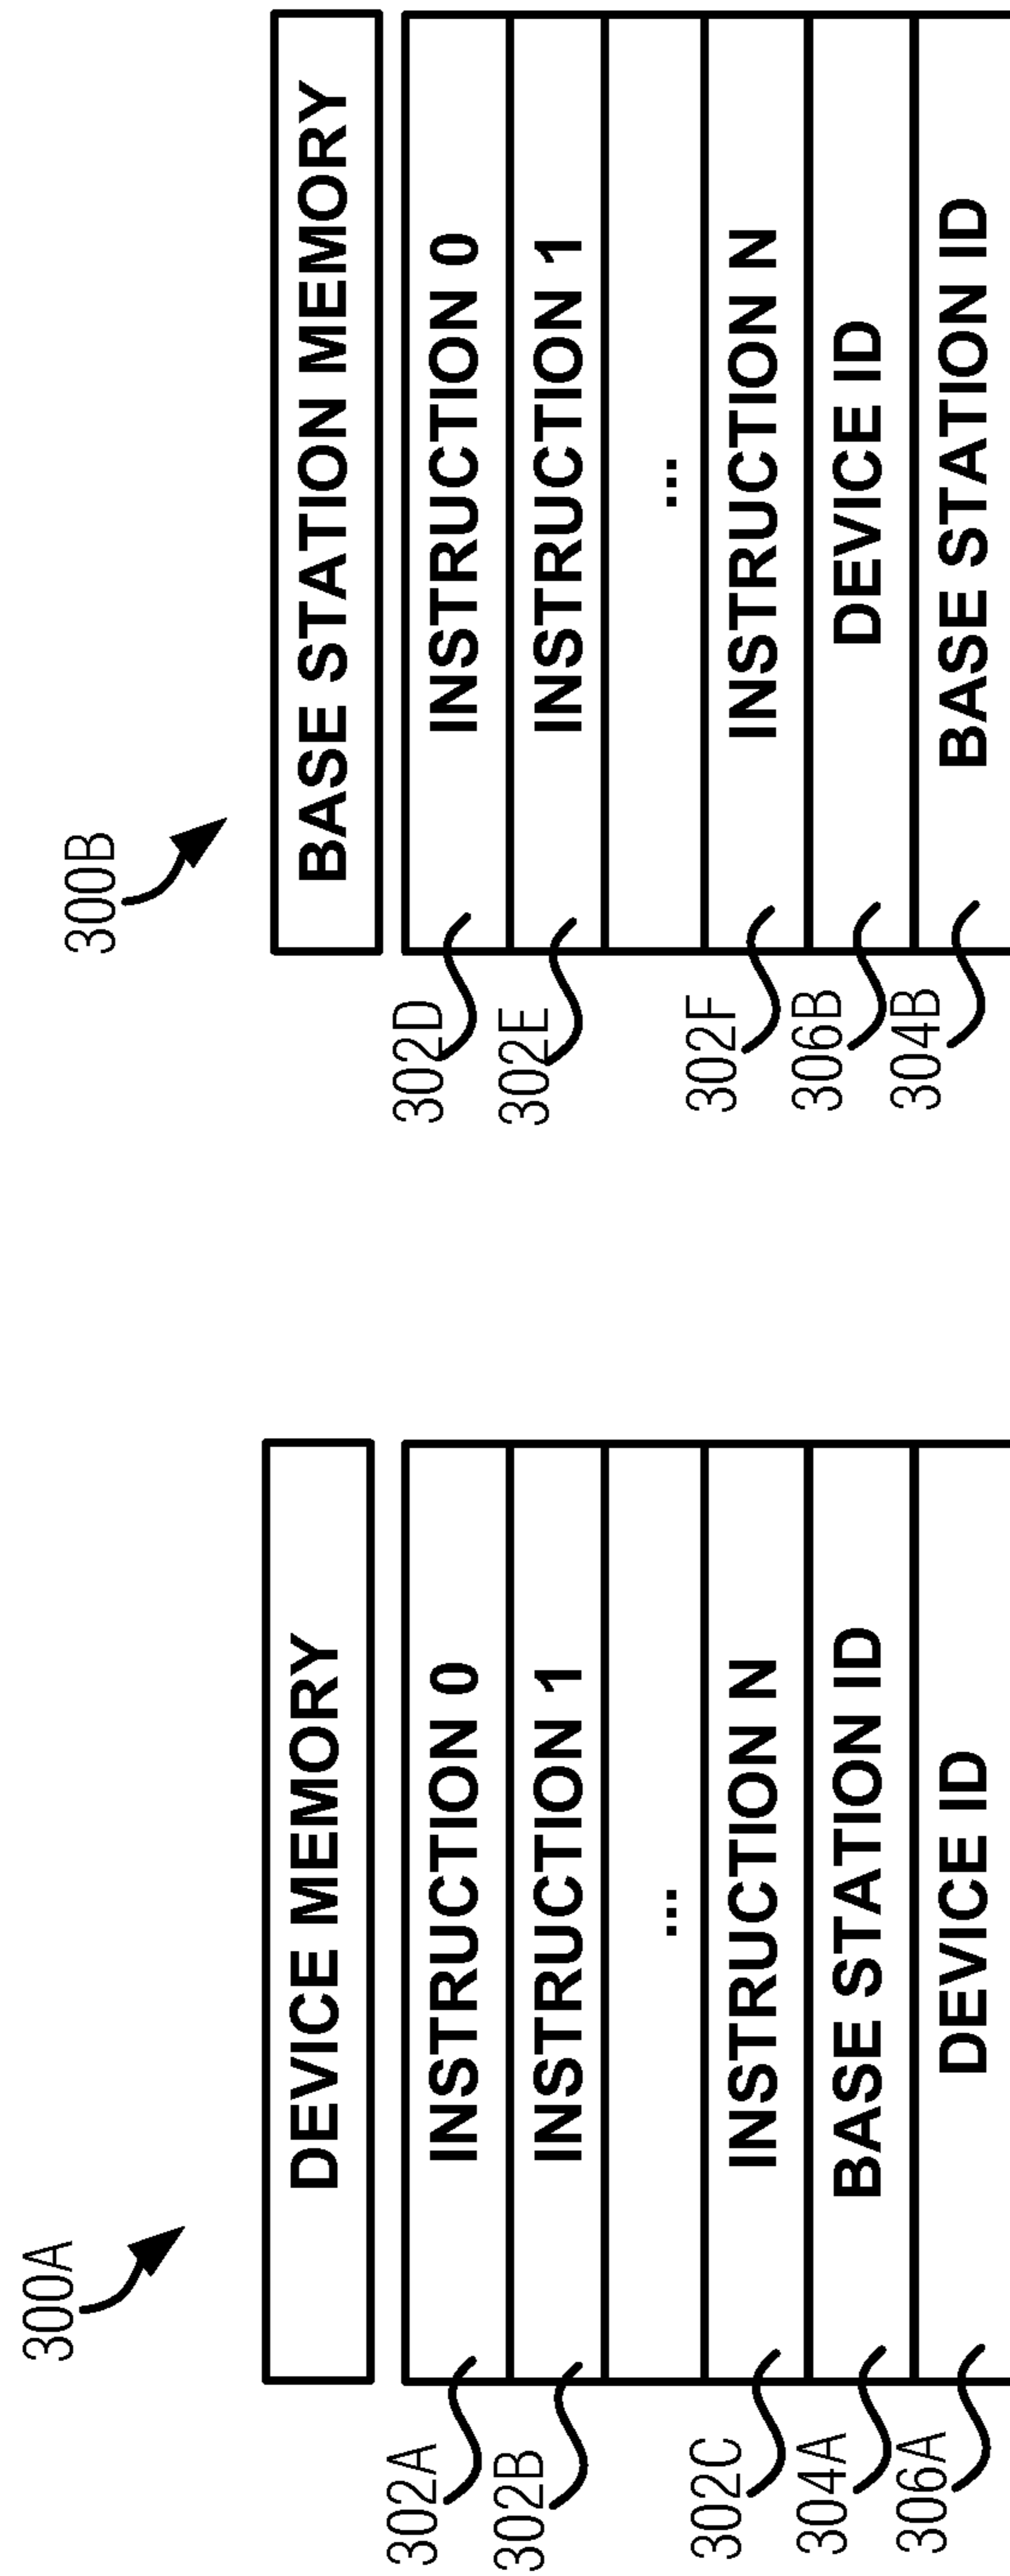 300A
DEVICE MEMORY
302A INSTRUCTION 0
302B INSTRUCTION 1
...
302C INSTRUCTION N
304A BASE STATION ID
306A DEVICE ID
300B
BASE STATION MEMORY
302D INSTRUCTION 0
302E INSTRUCTION 1
...
302F INSTRUCTION N
306B DEVICE ID
304B BASE STATION ID